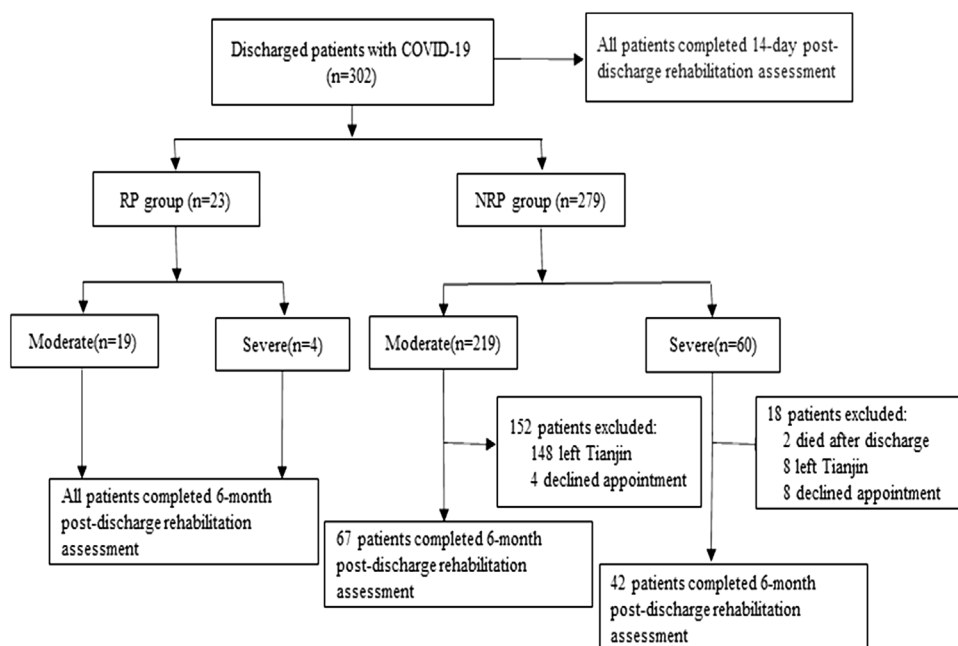 Discharged patients with COVID-19
(n=302)
All patients completed 14-day post-
discharge rehabilitation assessment
RP group (n=23)
NRP group (n=279)
Moderate(n=19)
Severe(n=4)
Moderate(n=219)
Severe(n=60)
152 patients excluded:
148 left Tianjin
4 declined appointment
18 patients excluded:
2 died after discharge
8 left Tianjin
8 declined appointment
All patients completed 6-month
post-discharge rehabilitation
assessment
67 patients completed 6-month
post-discharge rehabilitation
assessment
42 patients completed 6-month
post-discharge rehabilitation
assessment